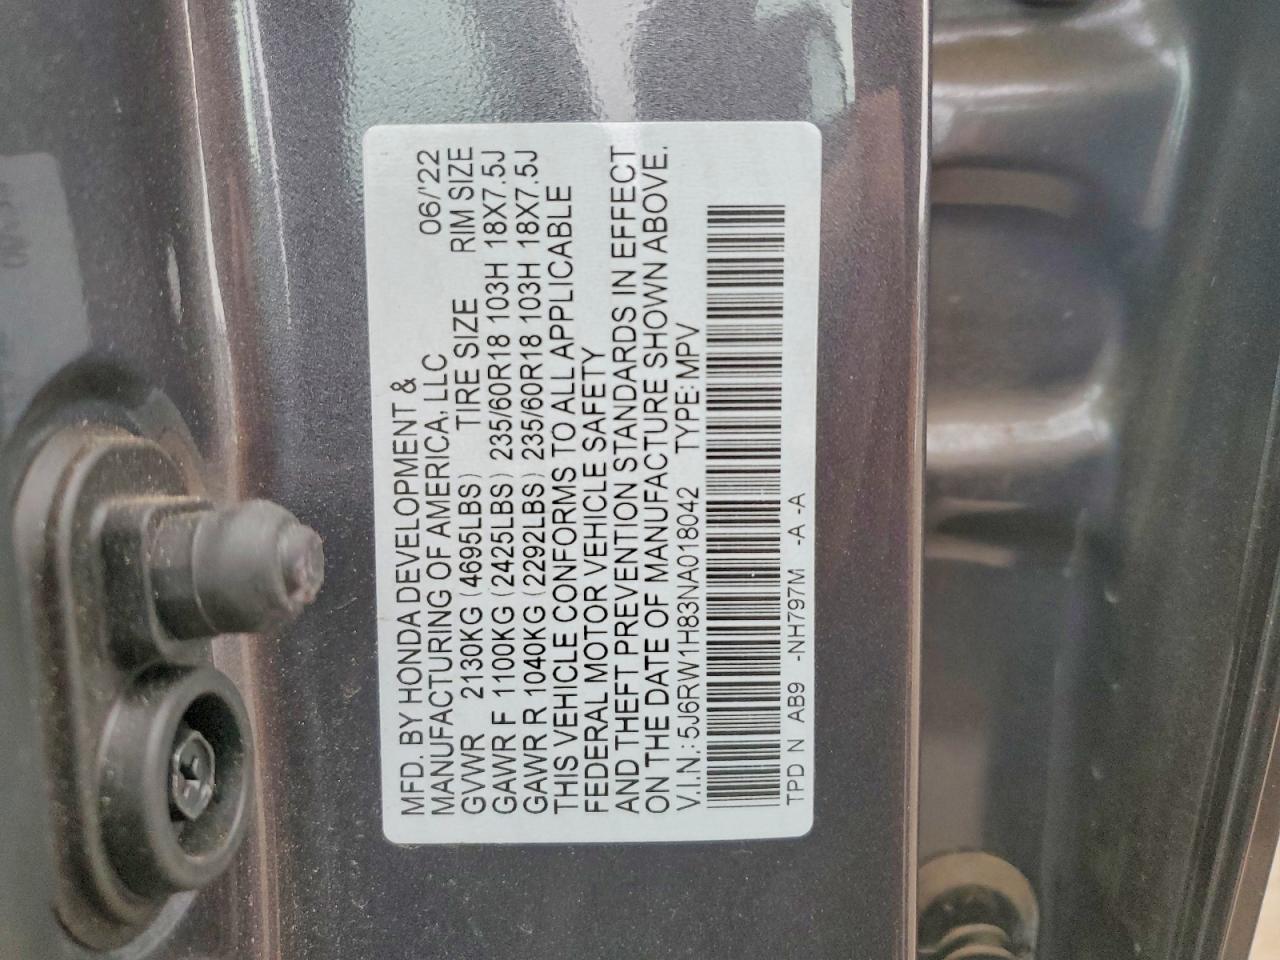 MFD. BY HONDA DEVELOPMENT &
MANUFACTURING OF AMERICA, LLC 06/'22
GVWR 2130KG (4695LBS) TIRE SIZE RIM SIZE
GAWR F 1100KG (2425LBS) 235/60R18 103H 18X7.5J
GAWR R 1040KG (2292LBS) 235/60R18 103H 18X7.5J
THIS VEHICLE CONFORMS TO ALL APPLICABLE
FEDERAL MOTOR VEHICLE SAFETY
AND THEFT PREVENTION STANDARDS IN EFFECT
ON THE DATE OF MANUFACTURE SHOWN ABOVE.
V.I.N.: 5J6RW1H83NA018042 TYPE: MPV
TPD N AB9 -NH797M -A -A